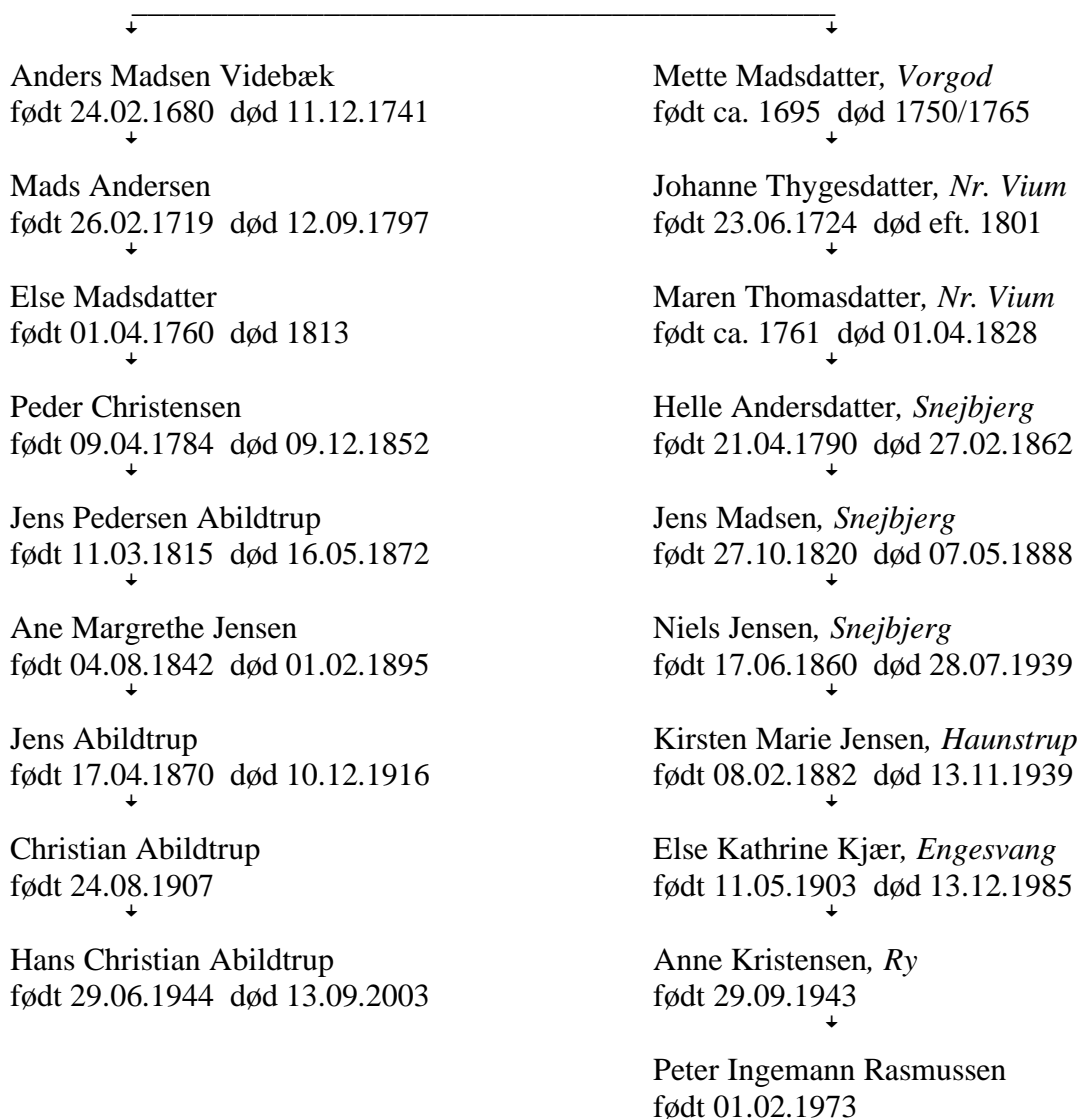 Anders Madsen Videbæk
født 24.02.1680 død 11.12.1741
Mads Andersen
født 26.02.1719 død 12.09.1797
Else Madsdatter
født 01.04.1760 død 1813
Peder Christensen
født 09.04.1784 død 09.12.1852
Jens Pedersen Abildtrup
født 11.03.1815 død 16.05.1872
Ane Margrethe Jensen
født 04.08.1842 død 01.02.1895
Jens Abildtrup
født 17.04.1870 død 10.12.1916
Christian Abildtrup
født 24.08.1907
Hans Christian Abildtrup
født 29.06.1944 død 13.09.2003
Mette Madsdatter, Vorgod
født ca. 1695 død 1750/1765
Johanne Thygesdatter, Nr. Vium
født 23.06.1724 død eft. 1801
Maren Thomasdatter, Nr. Vium
født ca. 1761 død 01.04.1828
Helle Andersdatter, Snejbjerg
født 21.04.1790 død 27.02.1862
Jens Madsen, Snejbjerg
født 27.10.1820 død 07.05.1888
Niels Jensen, Snejbjerg
født 17.06.1860 død 28.07.1939
Kirsten Marie Jensen, Haunstrup
født 08.02.1882 død 13.11.1939
Else Kathrine Kjær, Engesvang
født 11.05.1903 død 13.12.1985
Anne Kristensen, Ry
født 29.09.1943
Peter Ingemann Rasmussen
født 01.02.1973